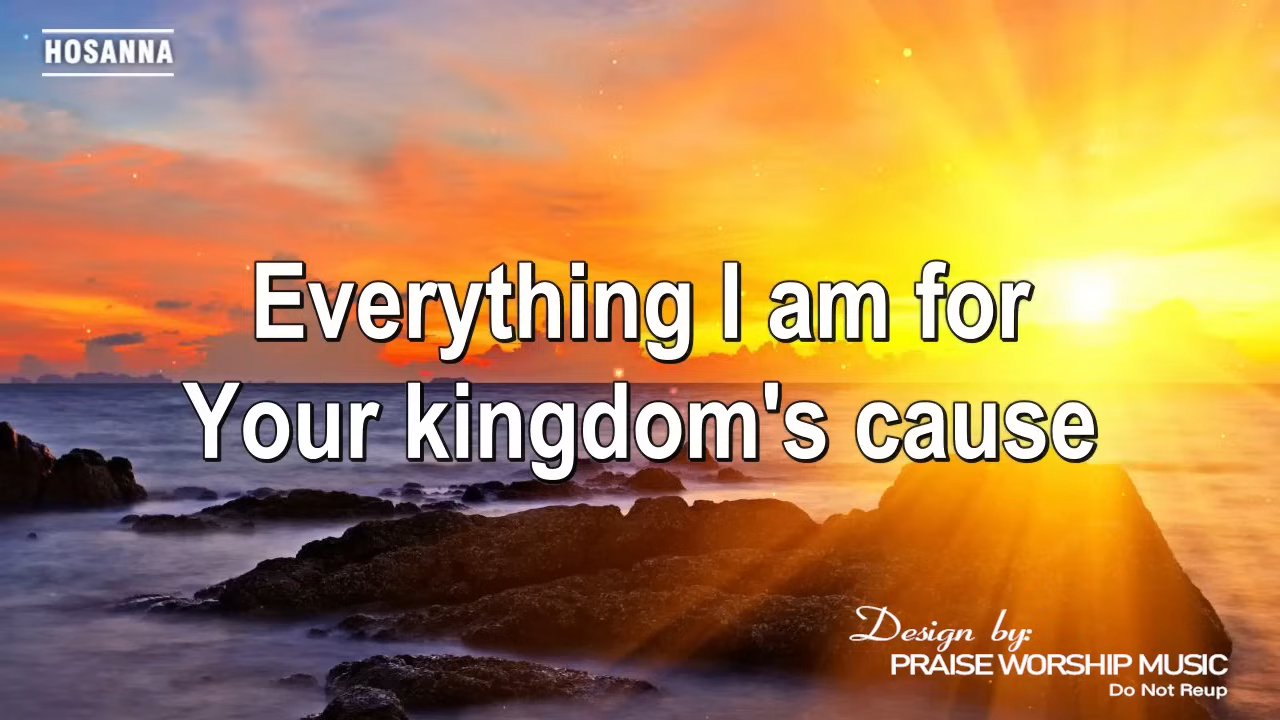 HOSANNA
Everything I am for
Your kingdom's cause
Design by:
PRAISE WORSHIP MUSIC
Do Not Reup